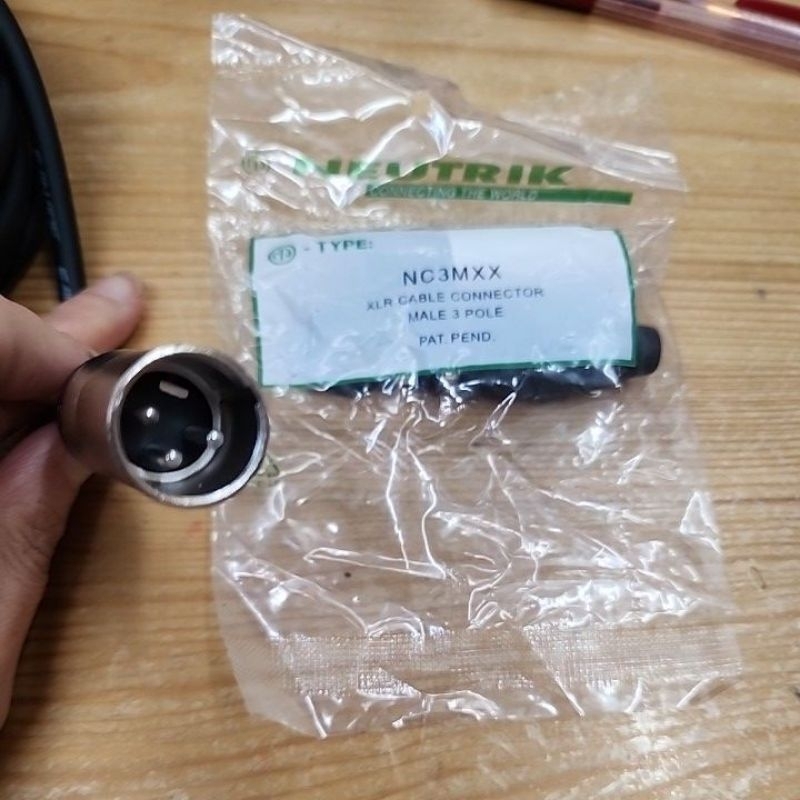 NEUTRIK
CONNECTING THE WORLD
- TYPE:
NC3MXX
XLR CABLE CONNECTOR
MALE 3 POLE
PAT. PEND.